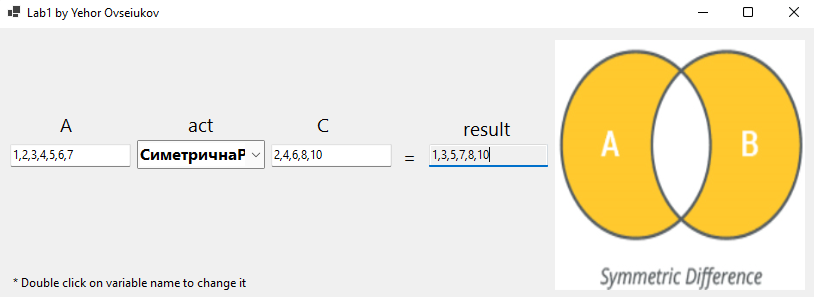 Lab1 by Yehor Ovseiukov
A act C result
1,2,3,4,5,6,7 СиметричнаР 2,4,6,8,10 = 1,3,5,7,8,10
A B
Symmetric Difference
* Double click on variable name to change it